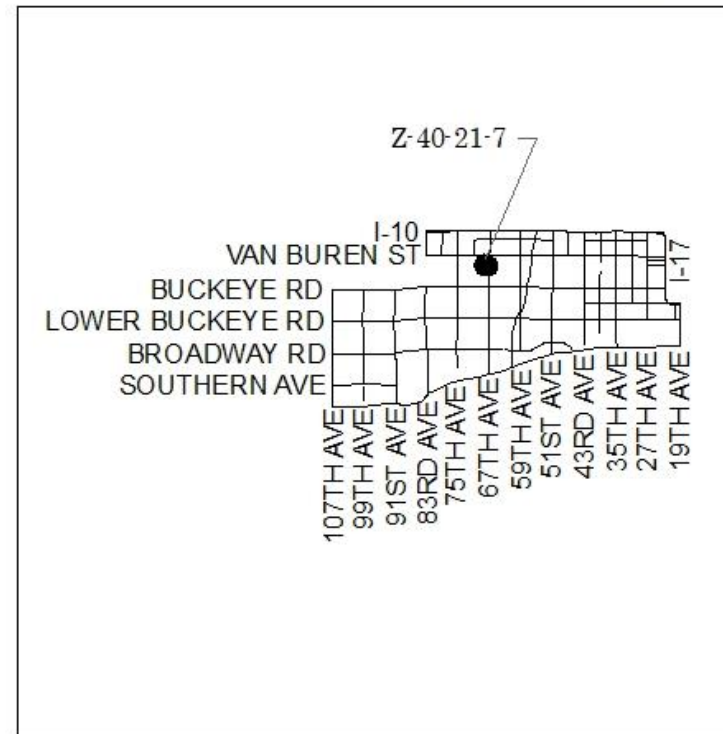 Z-40-21-7
I-10
VAN BUREN ST
I-17
BUCKEYE RD
LOWER BUCKEYE RD
BROADWAY RD
SOUTHERN AVE
107TH AVE
99TH AVE
91ST AVE
83RD AVE
75TH AVE
67TH AVE
59TH AVE
51ST AVE
43RD AVE
35TH AVE
27TH AVE
19TH AVE